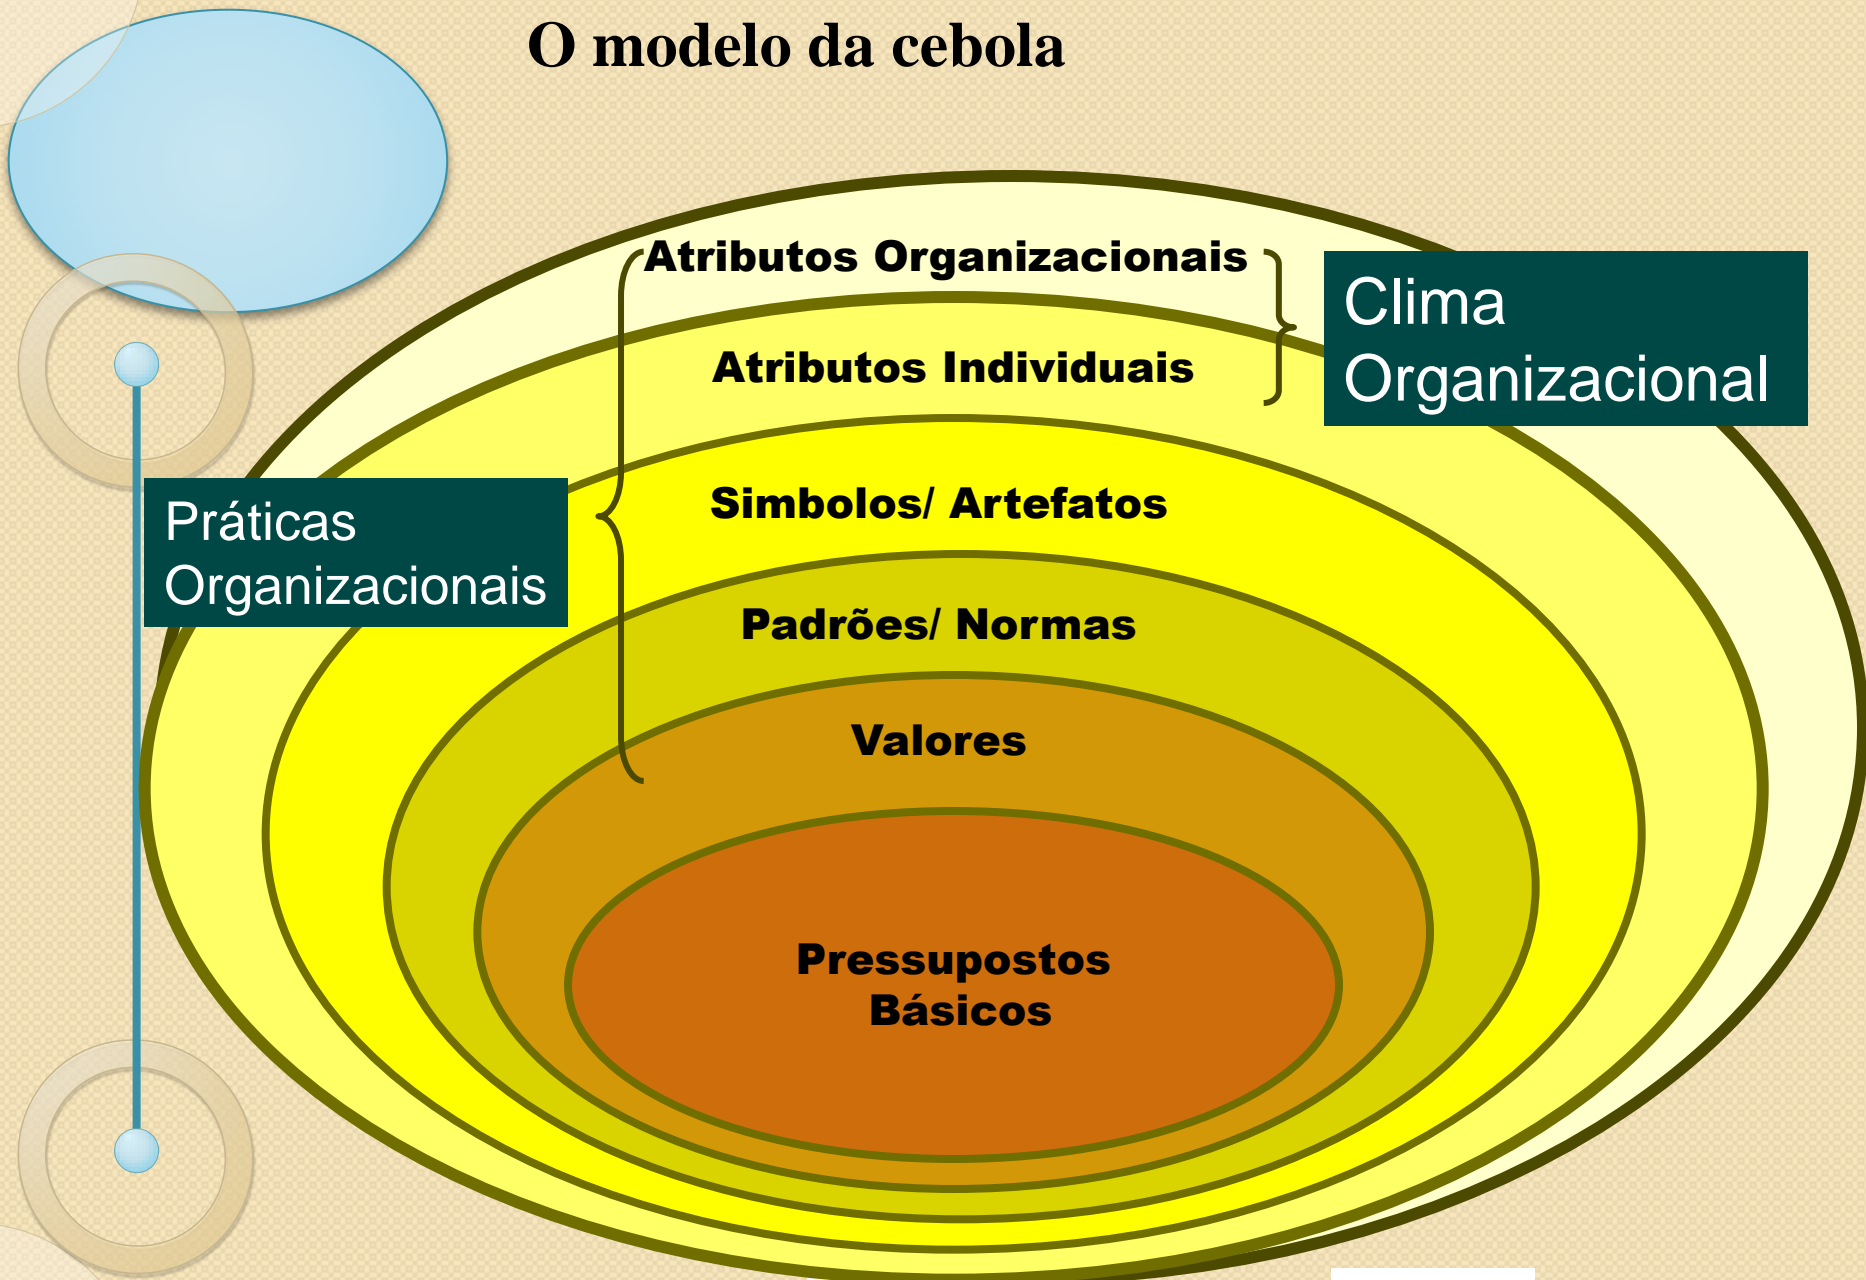 O modelo da cebola
Atributos Organizacionais
Clima
Organizacional
Atributos Individuais
Simbolos/ Artefatos
Práticas
Organizacionais
Padrões/ Normas
Valores
Pressupostos
Básicos